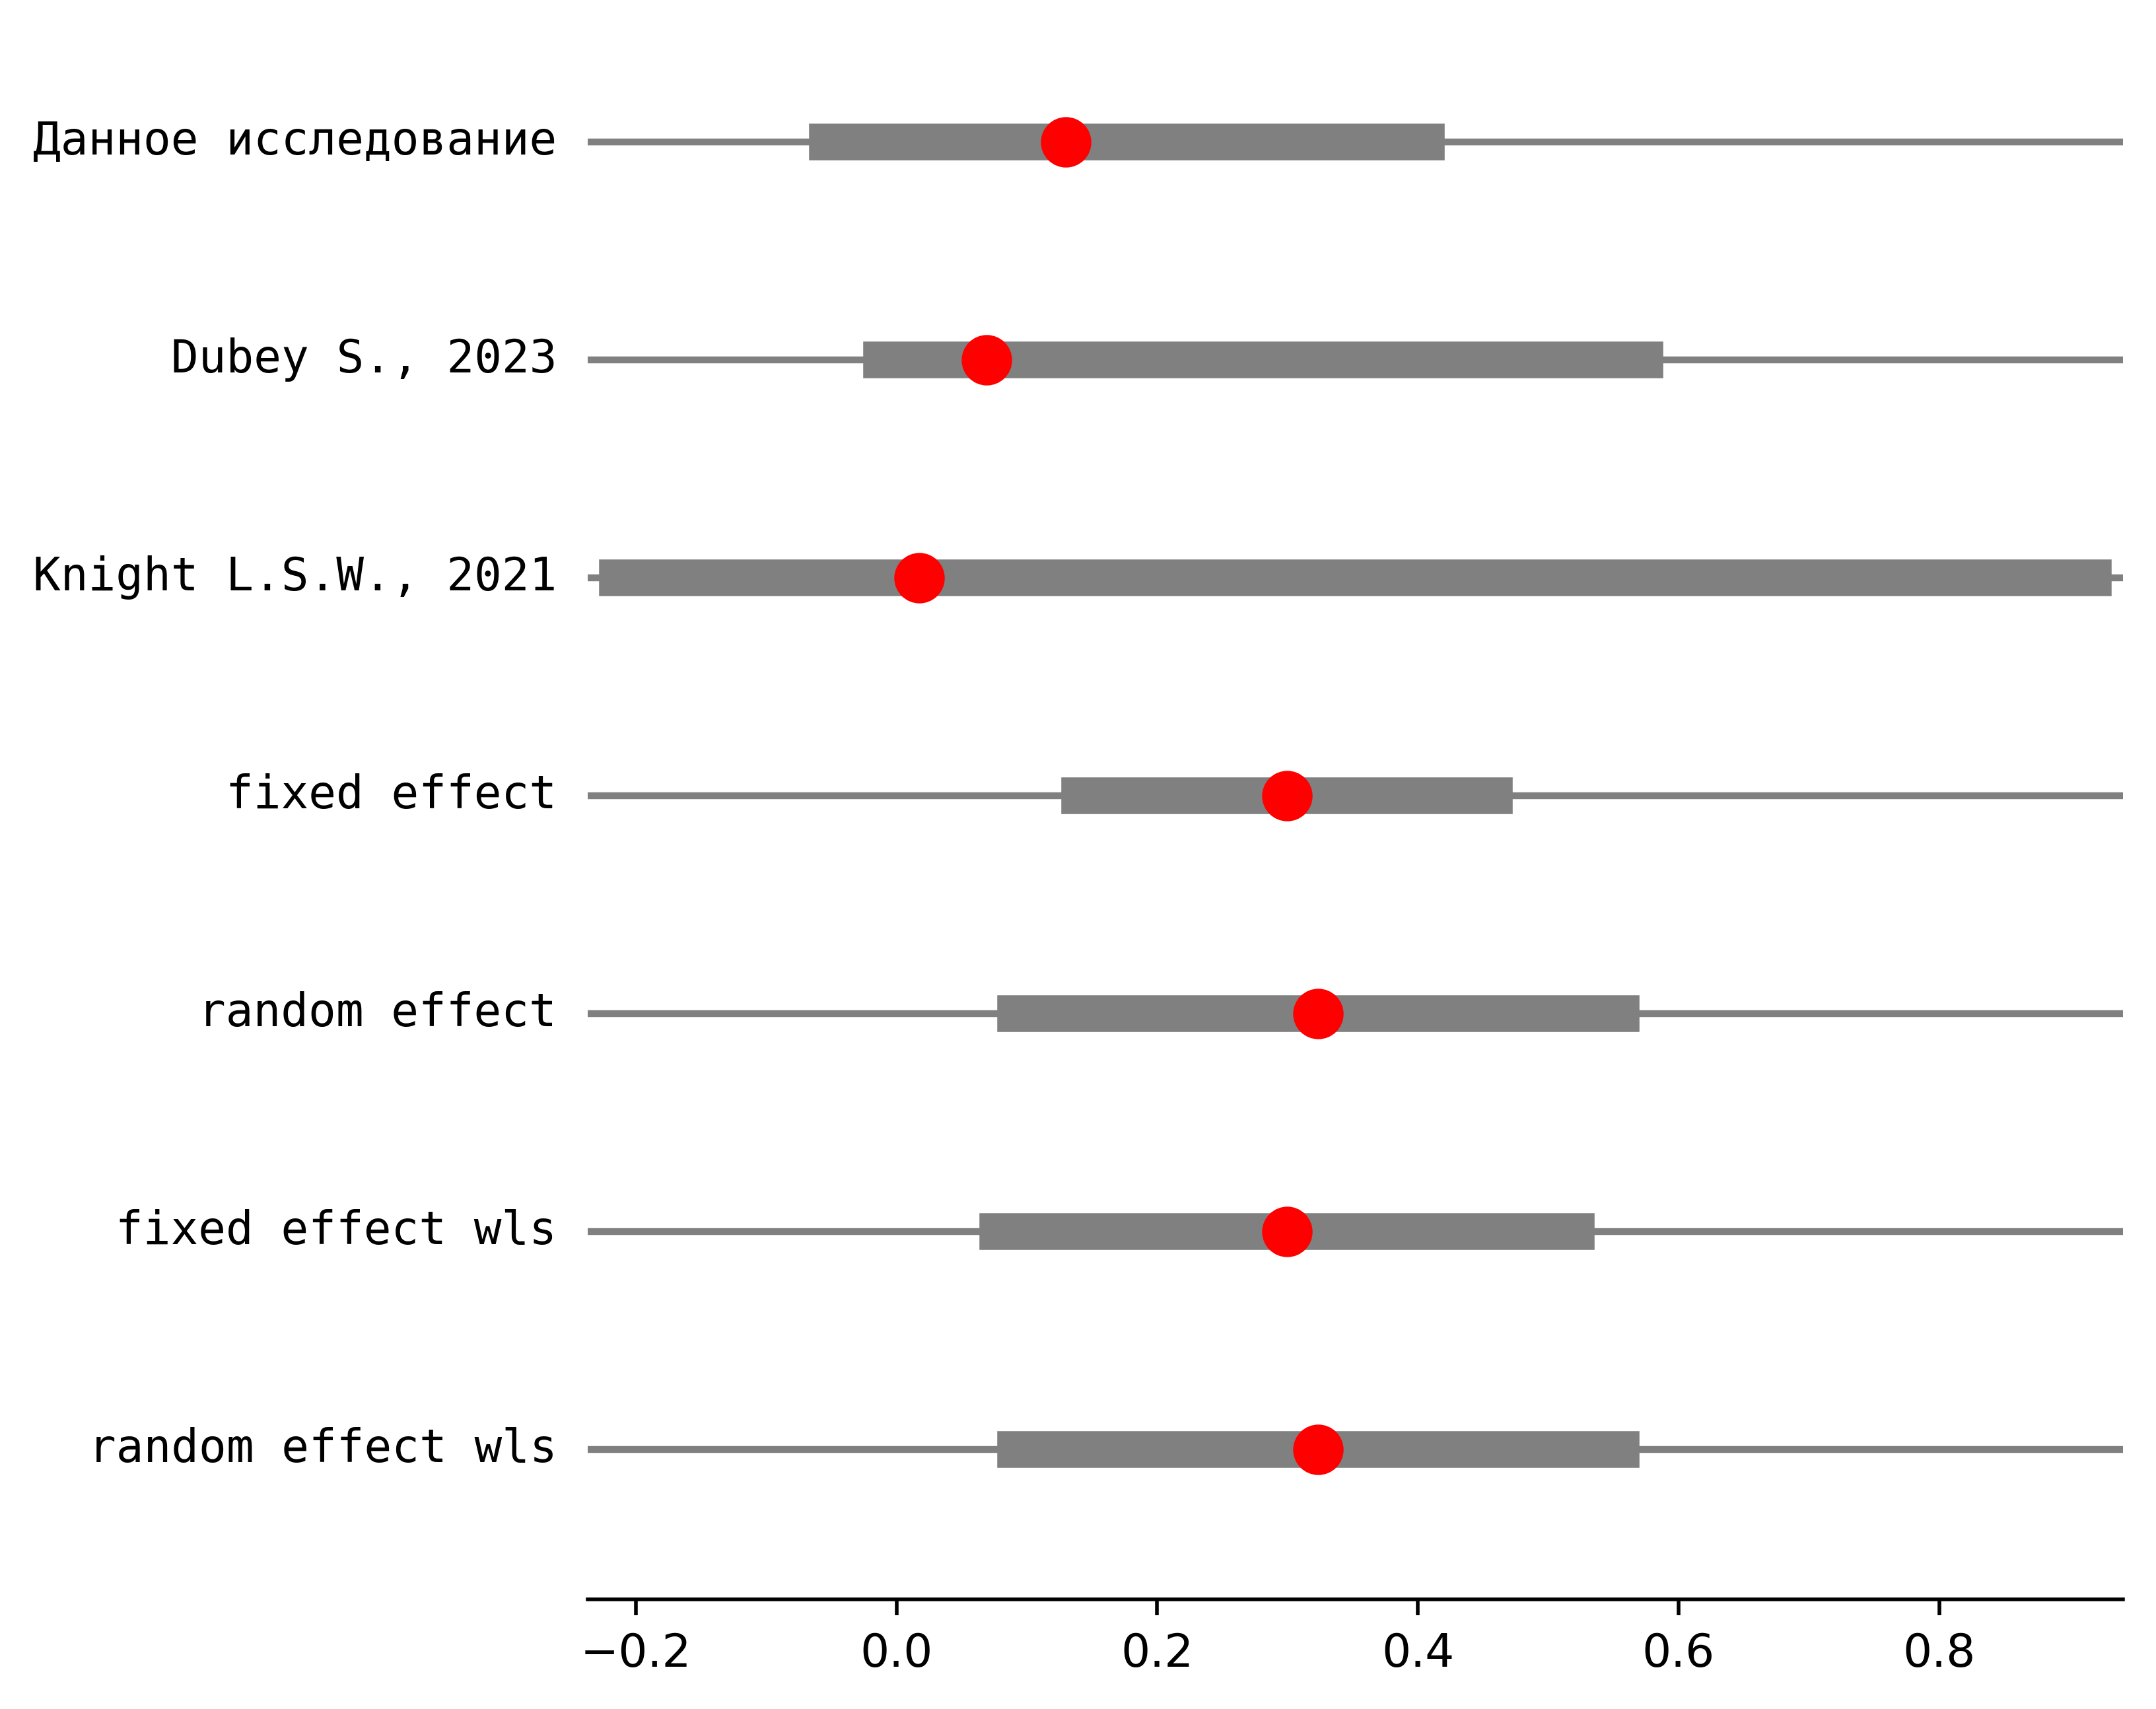 Данное исследование
Dubey S., 2023
Knight L.S.W., 2021
fixed effect
random effect
fixed effect wls
random effect wls
−0.2 0.0 0.2 0.4 0.6 0.8